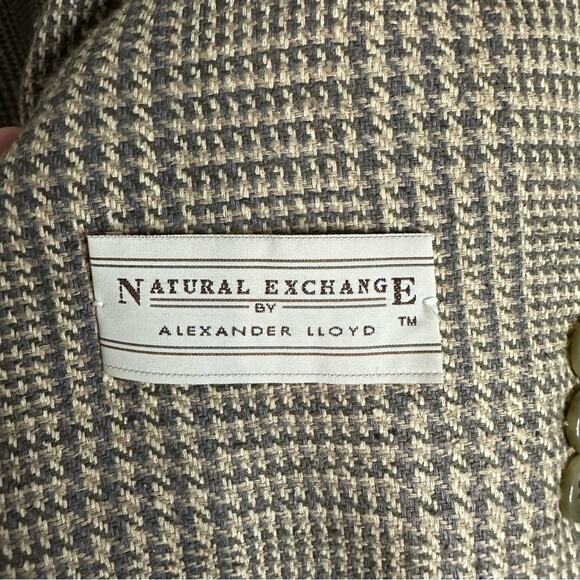 NATURAL EXCHANGE
BY
ALEXANDER LLOYD ™